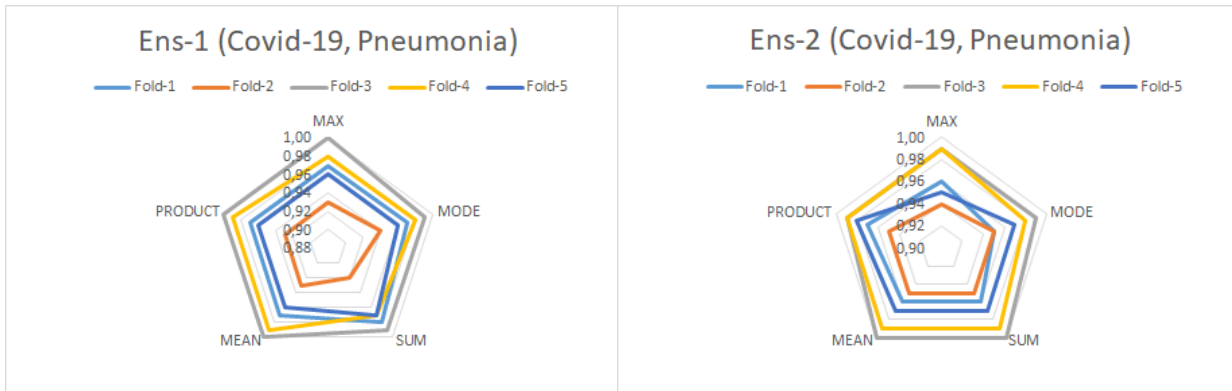 Ens-1 (Covid-19, Pneumonia)
Fold-1 Fold-2 Fold-3 Fold-4 Fold-5
MAX
1,00
0,98
0,96
0,94
0,92
0,90
0,88
PRODUCT
MODE
MEAN
SUM
Ens-2 (Covid-19, Pneumonia)
Fold-1 Fold-2 Fold-3 Fold-4 Fold-5
MAX
1,00
0,98
0,96
0,94
0,92
0,90
PRODUCT
MODE
MEAN
SUM